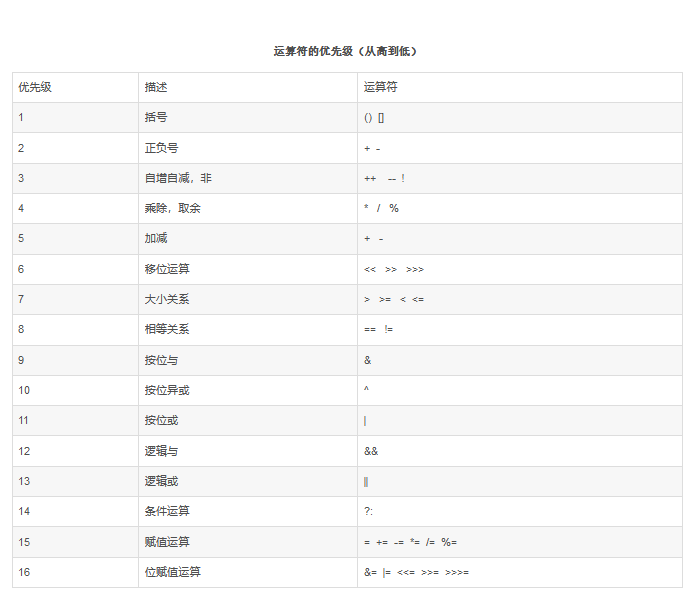 运算符的优先级（从高到低）
优先级 描述 运算符
1 括号 () []
2 正负号 + -
3 自增自减，非 ++ -- !
4 乘除，取余 * / %
5 加减 + -
6 移位运算 << >> >>>
7 大小关系 > >= < <=
8 相等关系 == !=
9 按位与 &
10 按位异或 ^
11 按位或 |
12 逻辑与 &&
13 逻辑或 ||
14 条件运算 ?:
15 赋值运算 = += -= *= /= %=
16 位赋值运算 &= |= <<= >>= >>>=